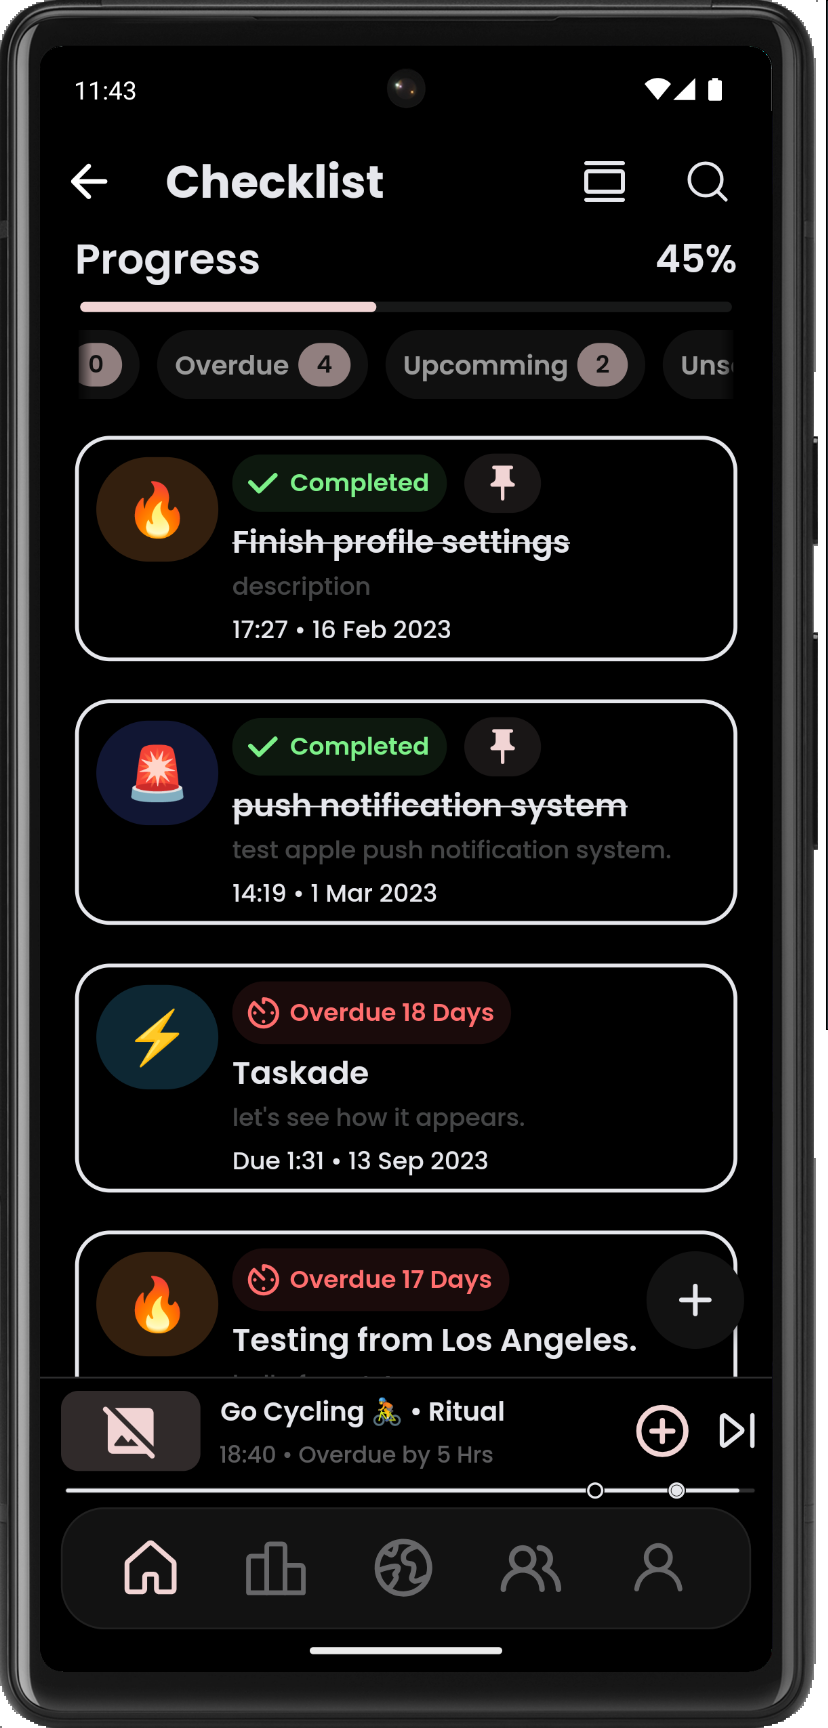 11:43
Checklist
Progress 45%
0 Overdue 4 Upcomming 2 Uns
Completed
Finish profile settings
description
17:27 • 16 Feb 2023
Completed
push notification system
test apple push notification system.
14:19 • 1 Mar 2023
Overdue 18 Days
Taskade
let's see how it appears.
Due 1:31 • 13 Sep 2023
Overdue 17 Days
Testing from Los Angeles.
Go Cycling 🚴 • Ritual
18:40 • Overdue by 5 Hrs